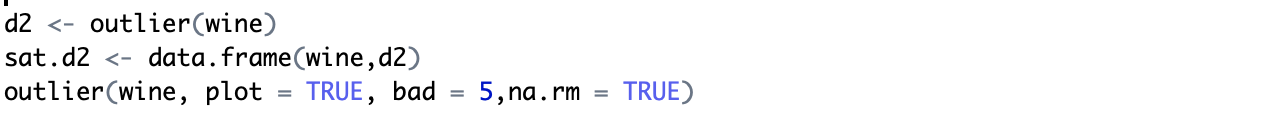 d2 <- outlier(wine)
sat.d2 <- data.frame(wine,d2)
outlier(wine, plot = TRUE, bad = 5,na.rm = TRUE)